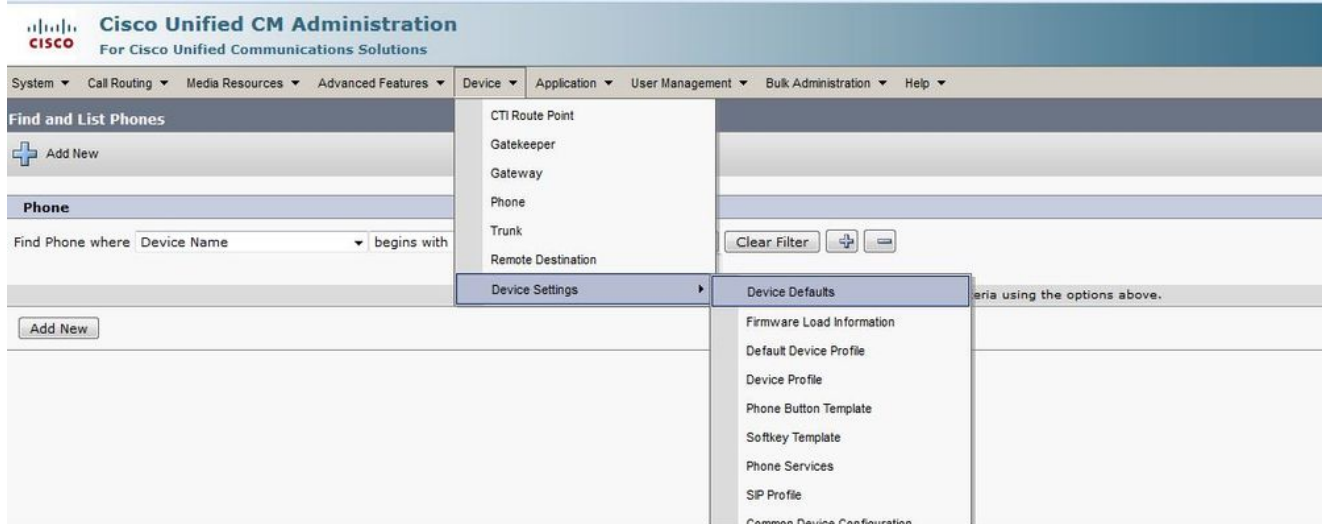 CISCO
Cisco Unified CM Administration
For Cisco Unified Communications Solutions
System Call Routing Media Resources Advanced Features Device Application User Management Bulk Administration Help
Find and List Phones
Add New
Phone
Find Phone where Device Name begins with Clear Filter
eria using the options above.
Add New
CTI Route Point
Gatekeeper
Gateway
Phone
Trunk
Remote Destination
Device Settings
Device Defaults
Firmware Load Information
Default Device Profile
Device Profile
Phone Button Template
Softkey Template
Phone Services
SIP Profile
Common Device Configuration